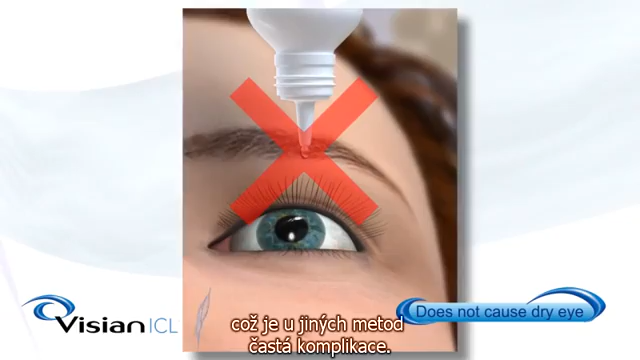 Visian ICL
Does not cause dry eye
což je u jiných metod
častá komplikace.